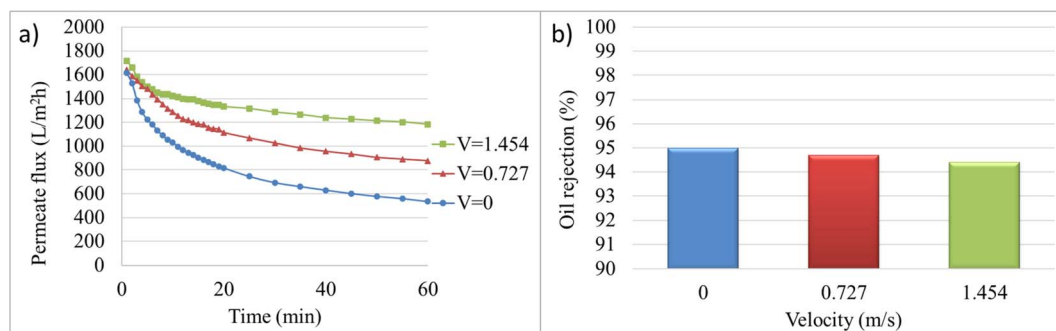 a)
2000
1800
1600
1400
1200
1000
800
600
400
200
0
Permeate flux (L/m²h)
0 20 40 60
Time (min)
V=1.454
V=0.727
V=0
b)
100
99
98
97
96
95
94
93
92
91
90
Oil rejection (%)
0 0.727 1.454
Velocity (m/s)